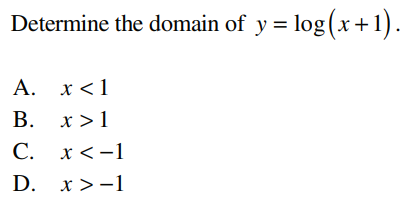 Determine the domain of y = log(x+1).
A. x < 1
B. x > 1
C. x < −1
D. x > −1